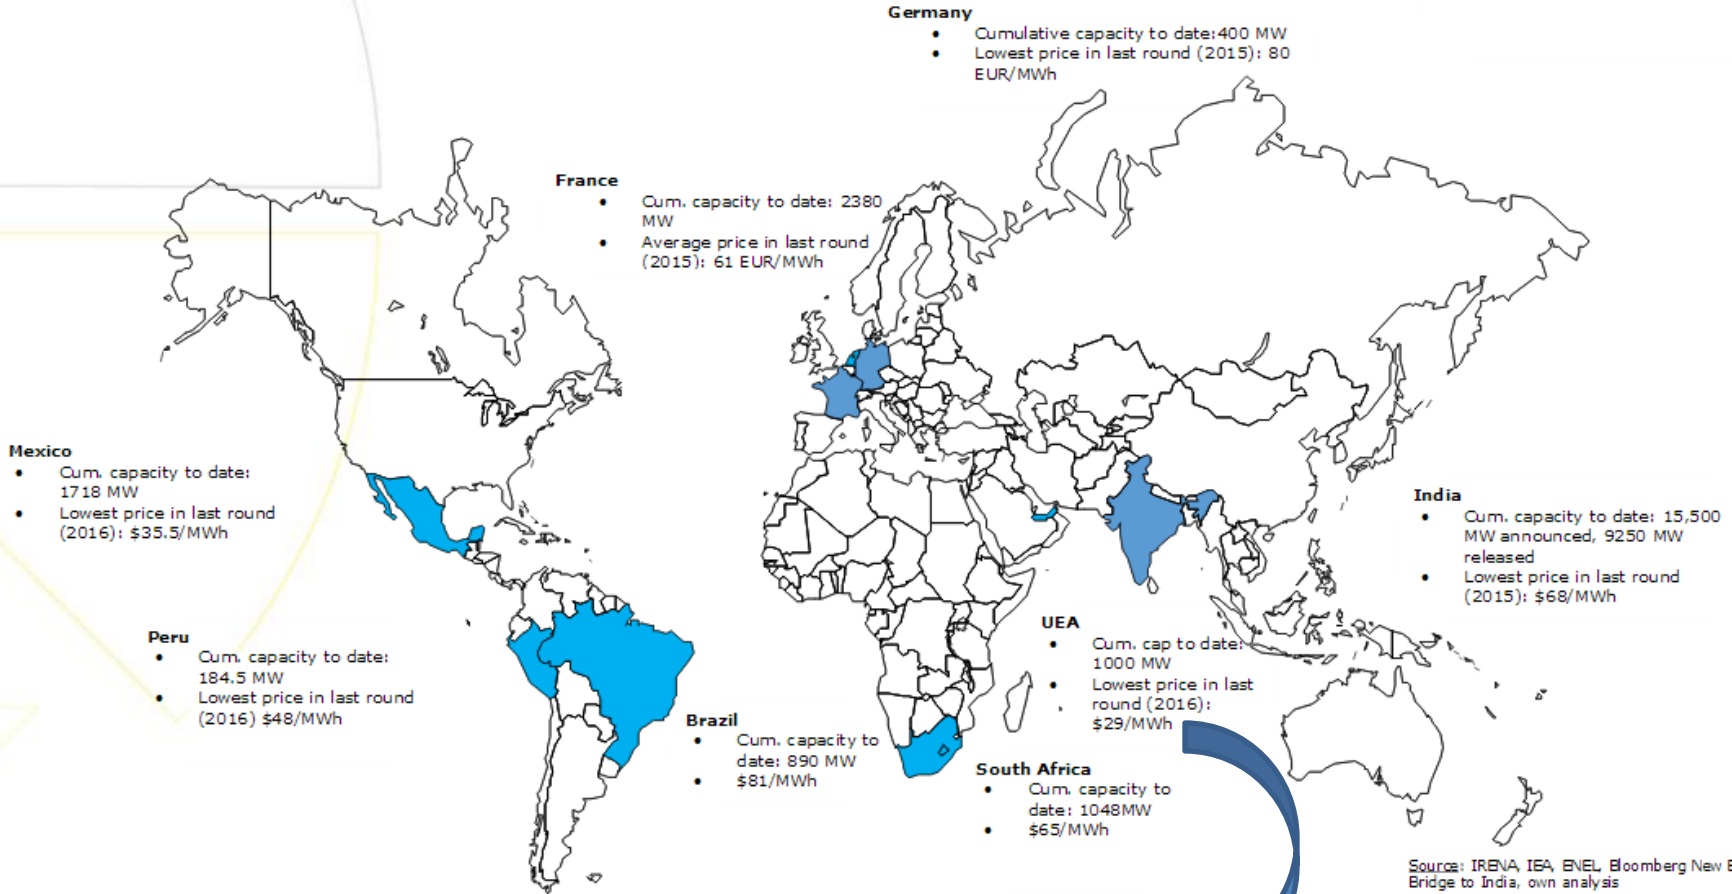 Germany
• Cumulative capacity to date:400 MW
• Lowest price in last round (2015): 80
EUR/MWh
France
• Cum. capacity to date: 2380
MW
• Average price in last round
(2015): 61 EUR/MWh
Mexico
• Cum. capacity to date:
1718 MW
• Lowest price in last round
(2016): $35.5/MWh
India
• Cum. capacity to date: 15,500
MW announced, 9250 MW
released
• Lowest price in last round
(2015): $68/MWh
Peru
• Cum. capacity to date:
184.5 MW
• Lowest price in last round
(2016) $48/MWh
UEA
• Cum. cap to date:
1000 MW
• Lowest price in last
round (2016):
$29/MWh
Brazil
• Cum. capacity to
date: 890 MW
• $81/MWh
South Africa
• Cum. capacity to
date: 1048MW
• $65/MWh
Source: IRENA, IEA, ENEL, Bloomberg New E
Bridge to India, own analysis